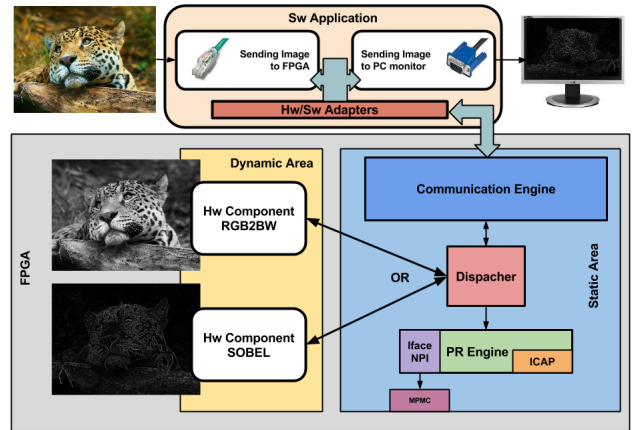 Sw Application
Sending Image
to FPGA
Sending Image
to PC monitor
Hw/Sw Adapters
FPGA
Dynamic Area
Hw Component
RGB2BW
Hw Component
SOBEL
OR
Communication Engine
Dispacher
Static Area
Iface
NPI
PR Engine
ICAP
MPMC